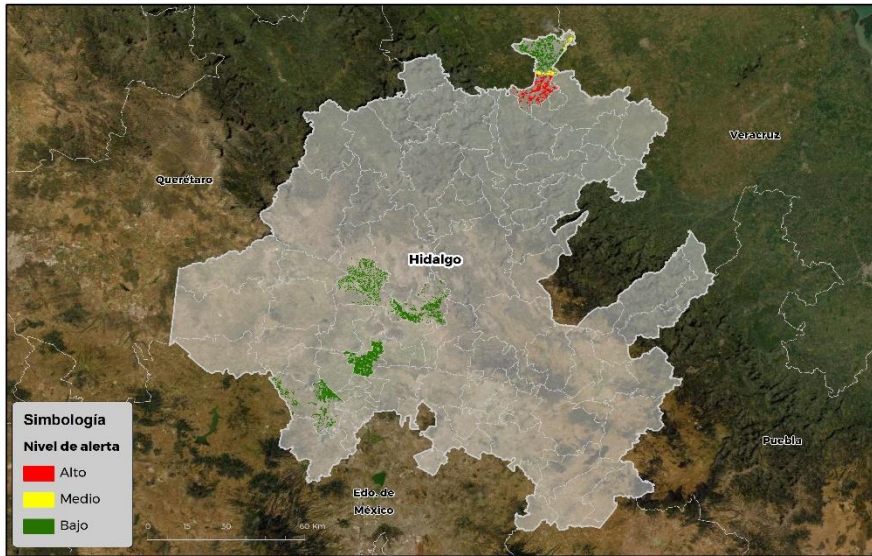 Veracruz
Querétaro
Hidalgo
Simbología
Nivel de alerta
Alto
Medio
Bajo
Puebla
Edo. de
México
0 15 30 60 Km